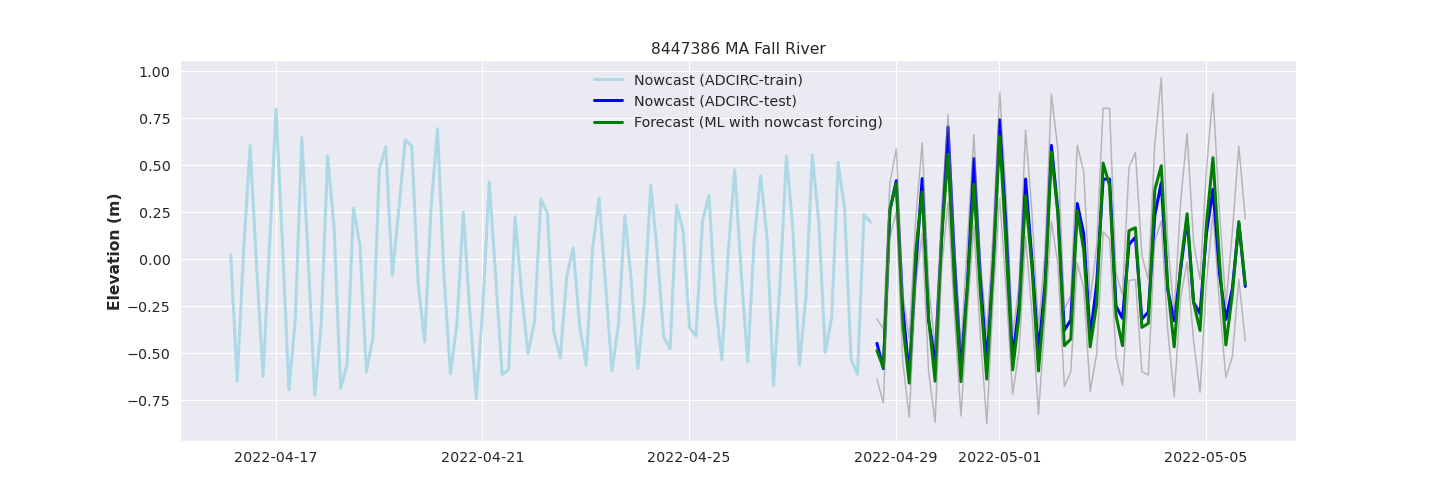 8447386 MA Fall River
Nowcast (ADCIRC-train)
Nowcast (ADCIRC-test)
Forecast (ML with nowcast forcing)
Elevation (m)
1.00
0.75
0.50
0.25
0.00
−0.25
−0.50
−0.75
2022-04-17
2022-04-21
2022-04-25
2022-04-29
2022-05-01
2022-05-05